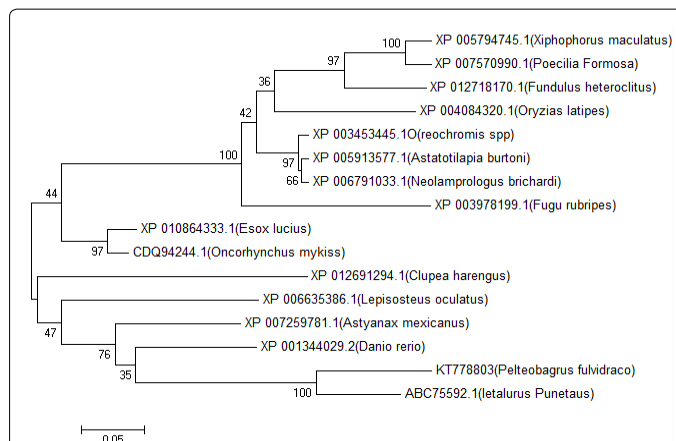 100
XP 005794745.1(Xiphophorus maculatus)
97
XP 007570990.1(Poecilia Formosa)
36
XP 012718170.1(Fundulus heteroclitus)
XP 004084320.1(Oryzias latipes)
42
XP 003453445.1O(reochromis spp)
100
97
XP 005913577.1(Astatotilapia burtoni)
66
XP 006791033.1(Neolamprologus brichardi)
44
XP 003978199.1(Fugu rubripes)
XP 010864333.1(Esox lucius)
97
CDQ94244.1(Oncorhynchus mykiss)
XP 012691294.1(Clupea harengus)
XP 006635386.1(Lepisosteus oculatus)
47
XP 007259781.1(Astyanax mexicanus)
76
XP 001344029.2(Danio rerio)
35
KT778803(Pelteobagrus fulvidraco)
100
ABC75592.1(Ietalurus Punetaus)
0.05